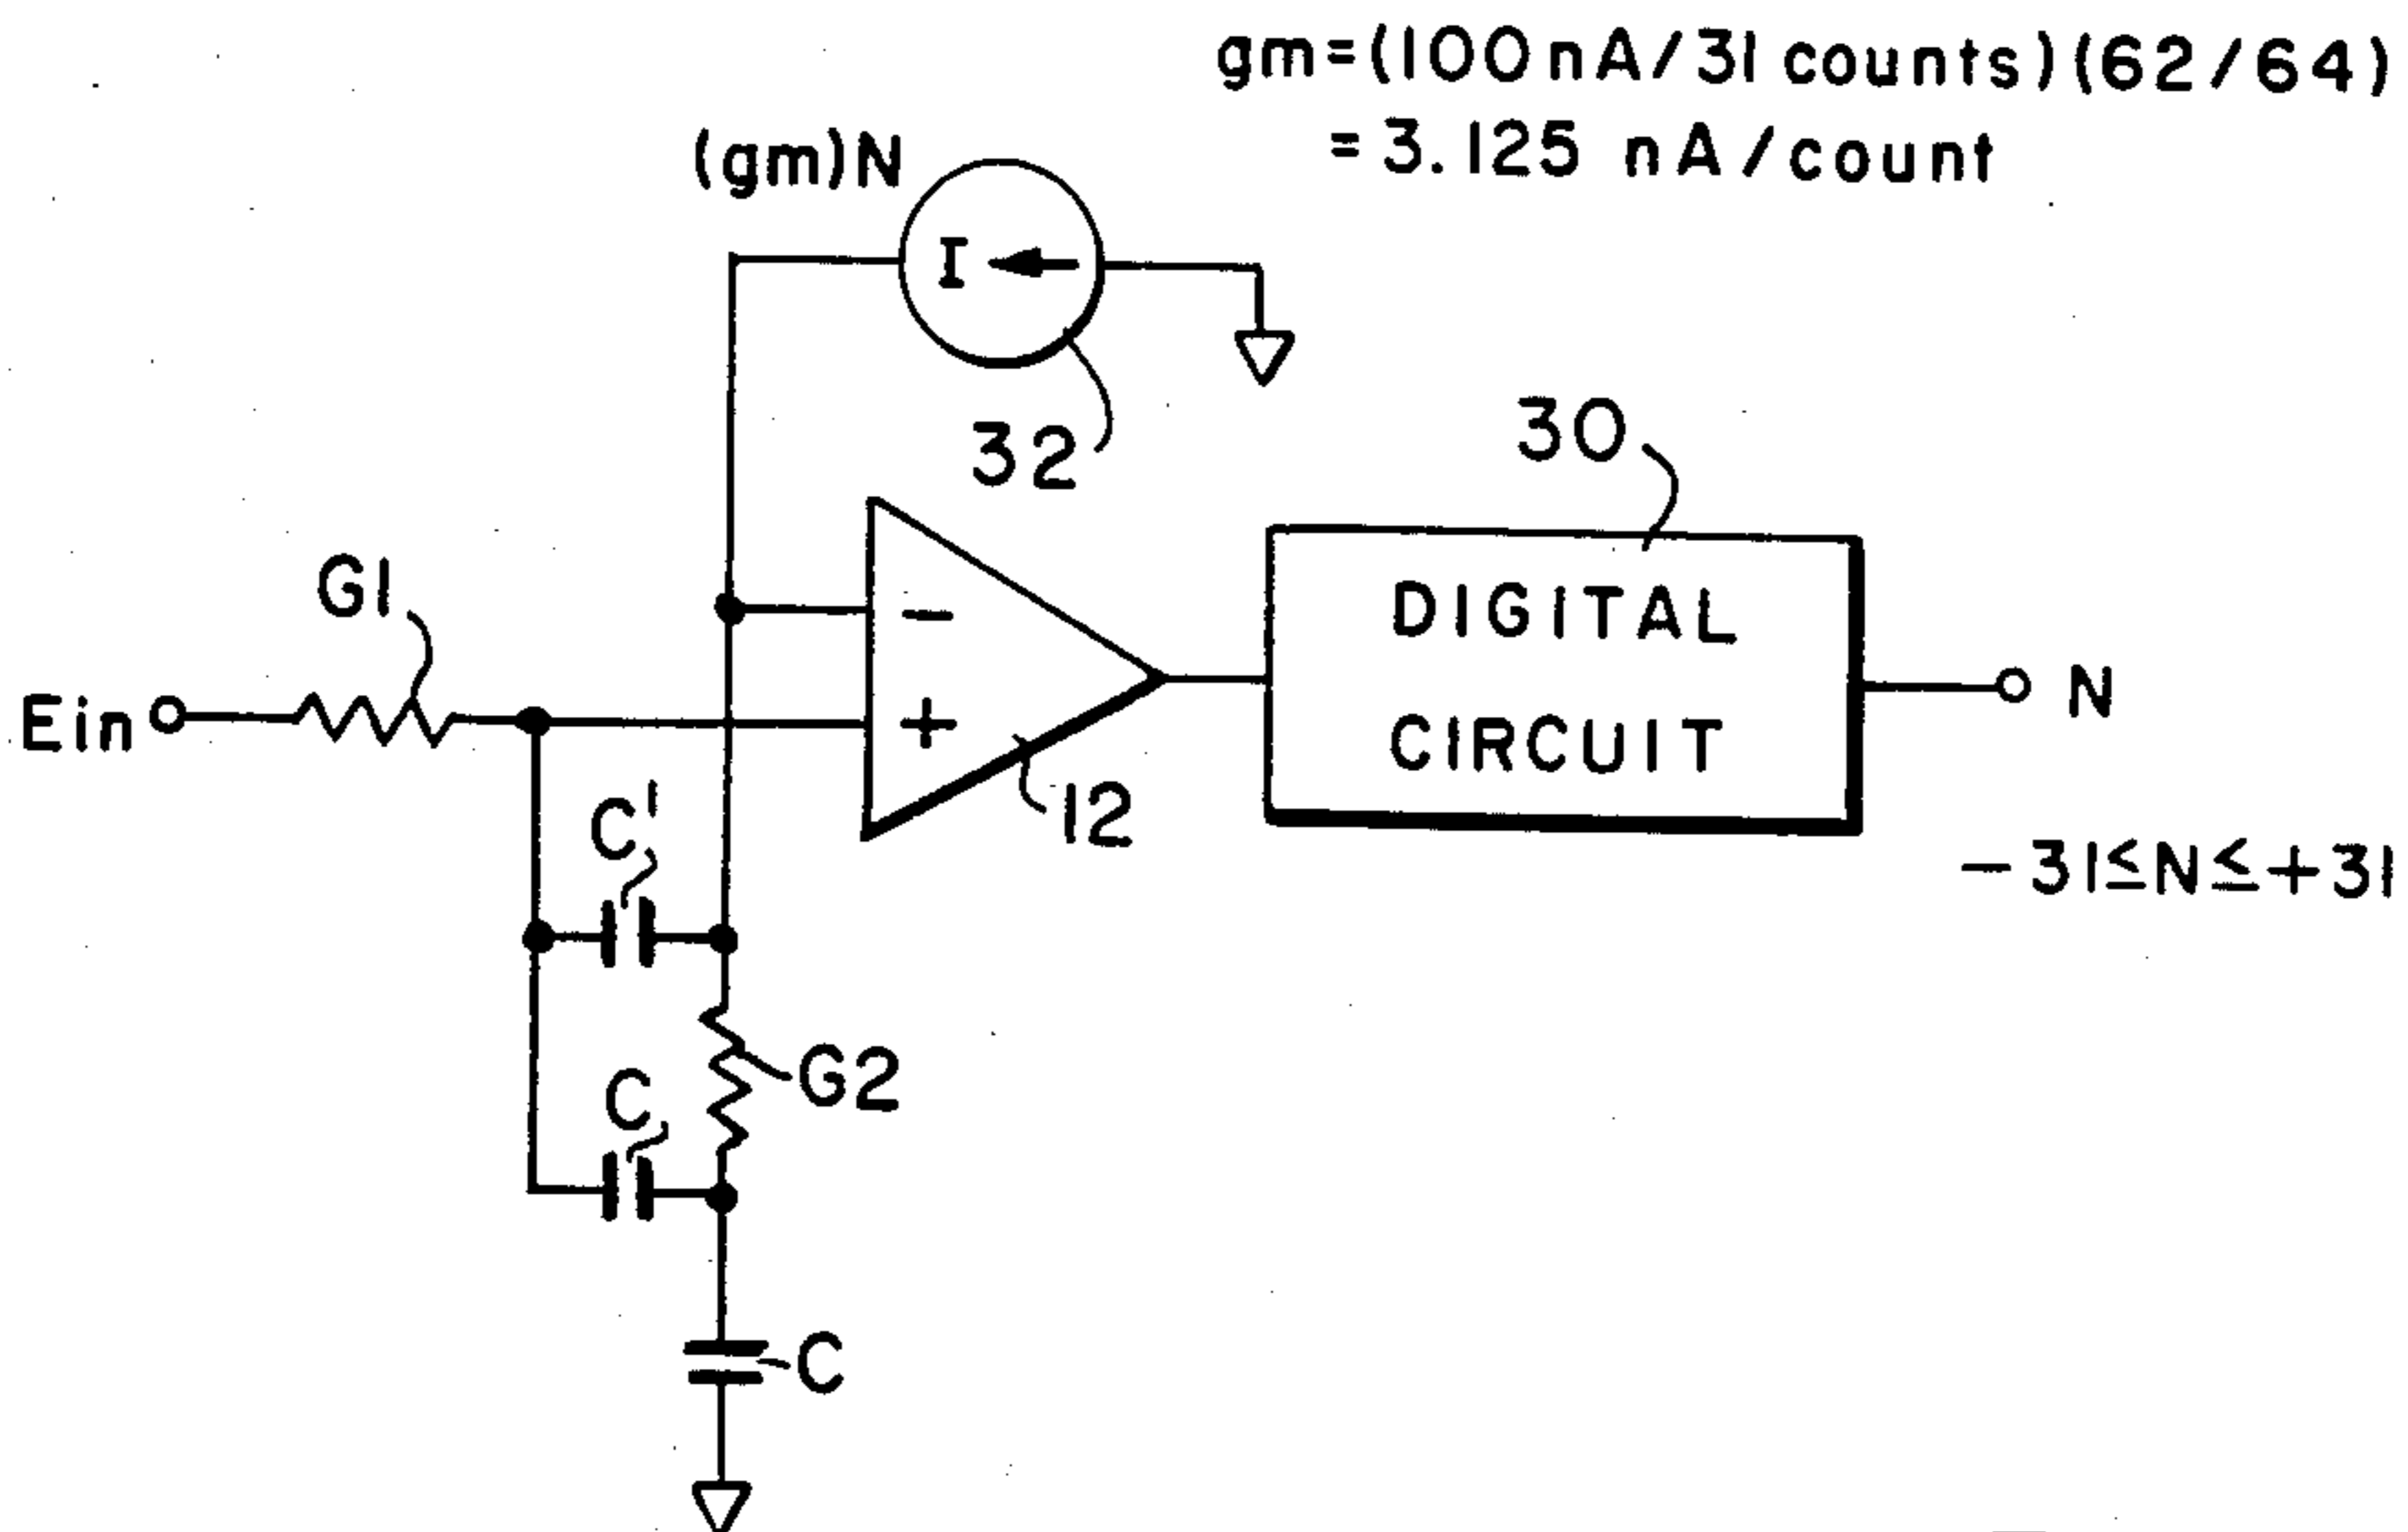 gm=(100nA/31 counts)(62/64)
=3.125 nA/count
(gm)N
I
32
30
G1
DIGITAL
CIRCUIT
-
+
Ein
N
12
C'
-31≤N≤+31
G2
C
C